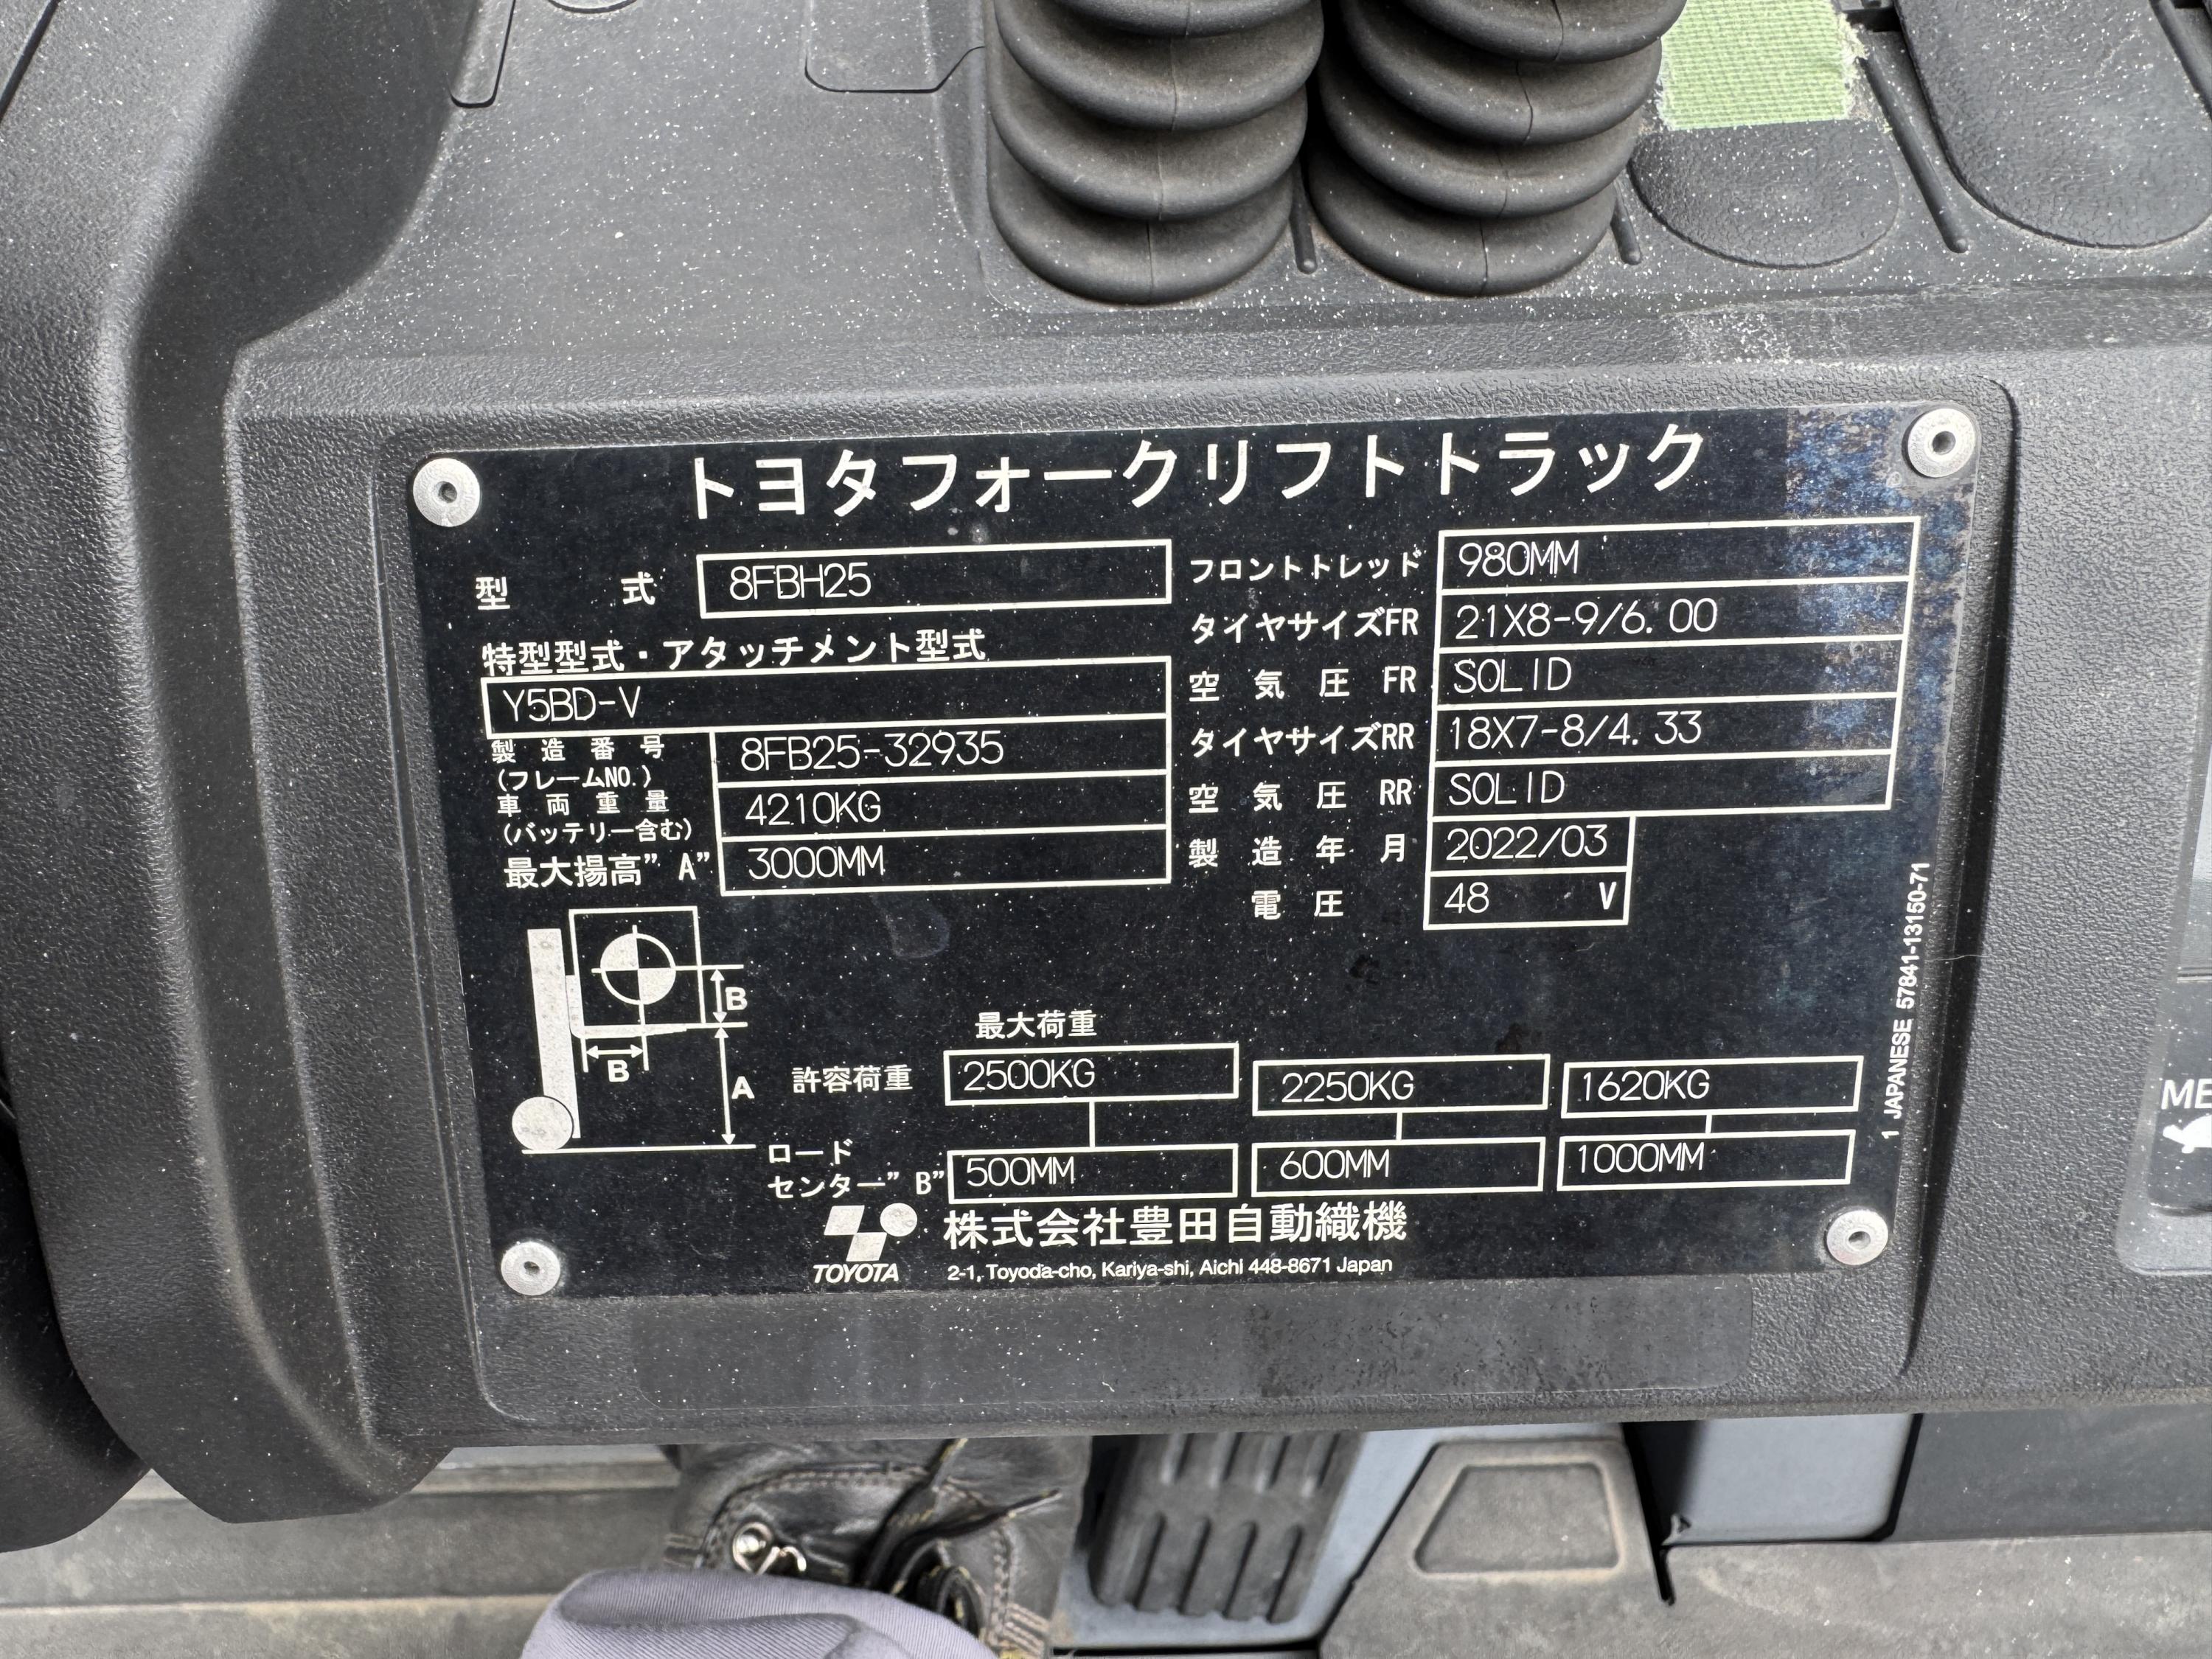 トヨタフォークリフトトラック
型 式 8FBH25
特型型式・アタッチメント型式
Y5BD-V
製造番号 8FB25-32935
(フレームNO.)
車両重量 4210KG
(バッテリー含む)
最大揚高"A" 3000MM
フロントトレッド 980MM
タイヤサイズFR 21X8-9/6.00
空気圧 FR SOLID
タイヤサイズRR 18X7-8/4.33
空気圧 RR SOLID
製造年月 2022/03
電圧 48 V
B
B
A
最大荷重
許容荷重 2500KG 2250KG 1620KG
ロード
センター"B" 500MM 600MM 1000MM
株式会社豊田自動織機
TOYOTA 2-1, Toyoda-cho, Kariya-shi, Aichi 448-8671 Japan
1 JAPANESE 57841-13150-71